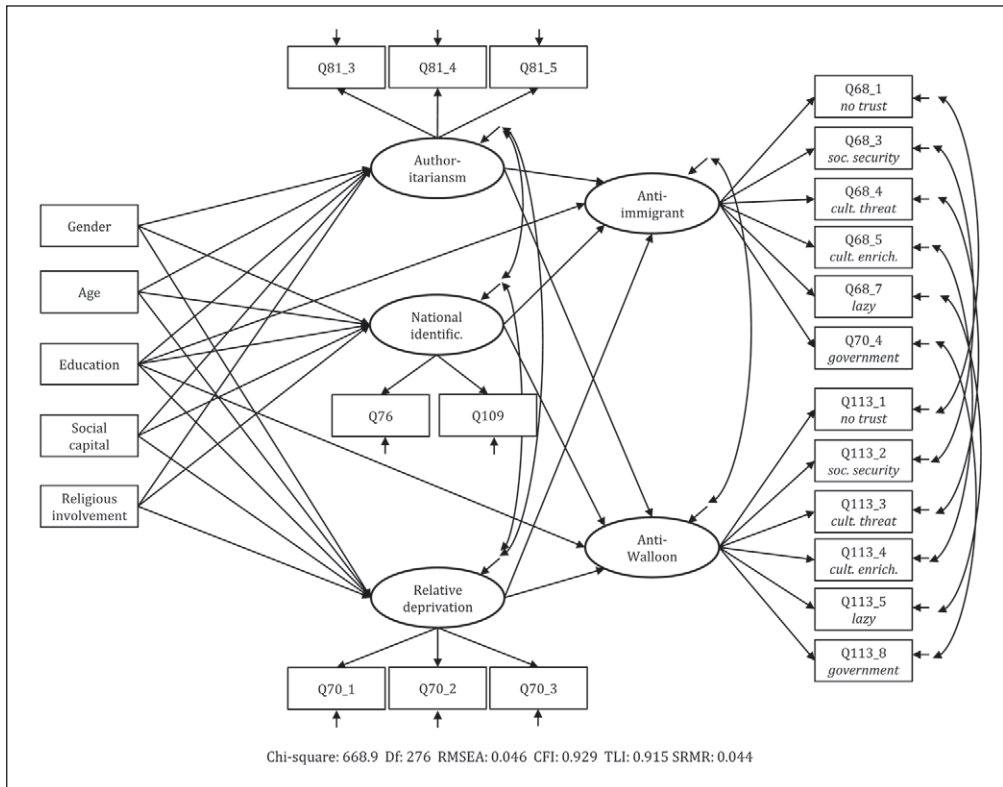 Q81_3
Q81_4
Q81_5
Author-
itariansm
National
identific.
Q76
Q109
Relative
deprivation
Q70_1
Q70_2
Q70_3
Gender
Age
Education
Social
capital
Religious
involvement
Anti-
immigrant
Anti-
Walloon
Q68_1
no trust
Q68_3
soc. security
Q68_4
cult. threat
Q68_5
cult. enrich.
Q68_7
lazy
Q70_4
government
Q113_1
no trust
Q113_2
soc. security
Q113_3
cult. threat
Q113_4
cult. enrich.
Q113_5
lazy
Q113_8
government
Chi-square: 668.9 Df: 276 RMSEA: 0.046 CFI: 0.929 TLI: 0.915 SRMR: 0.044